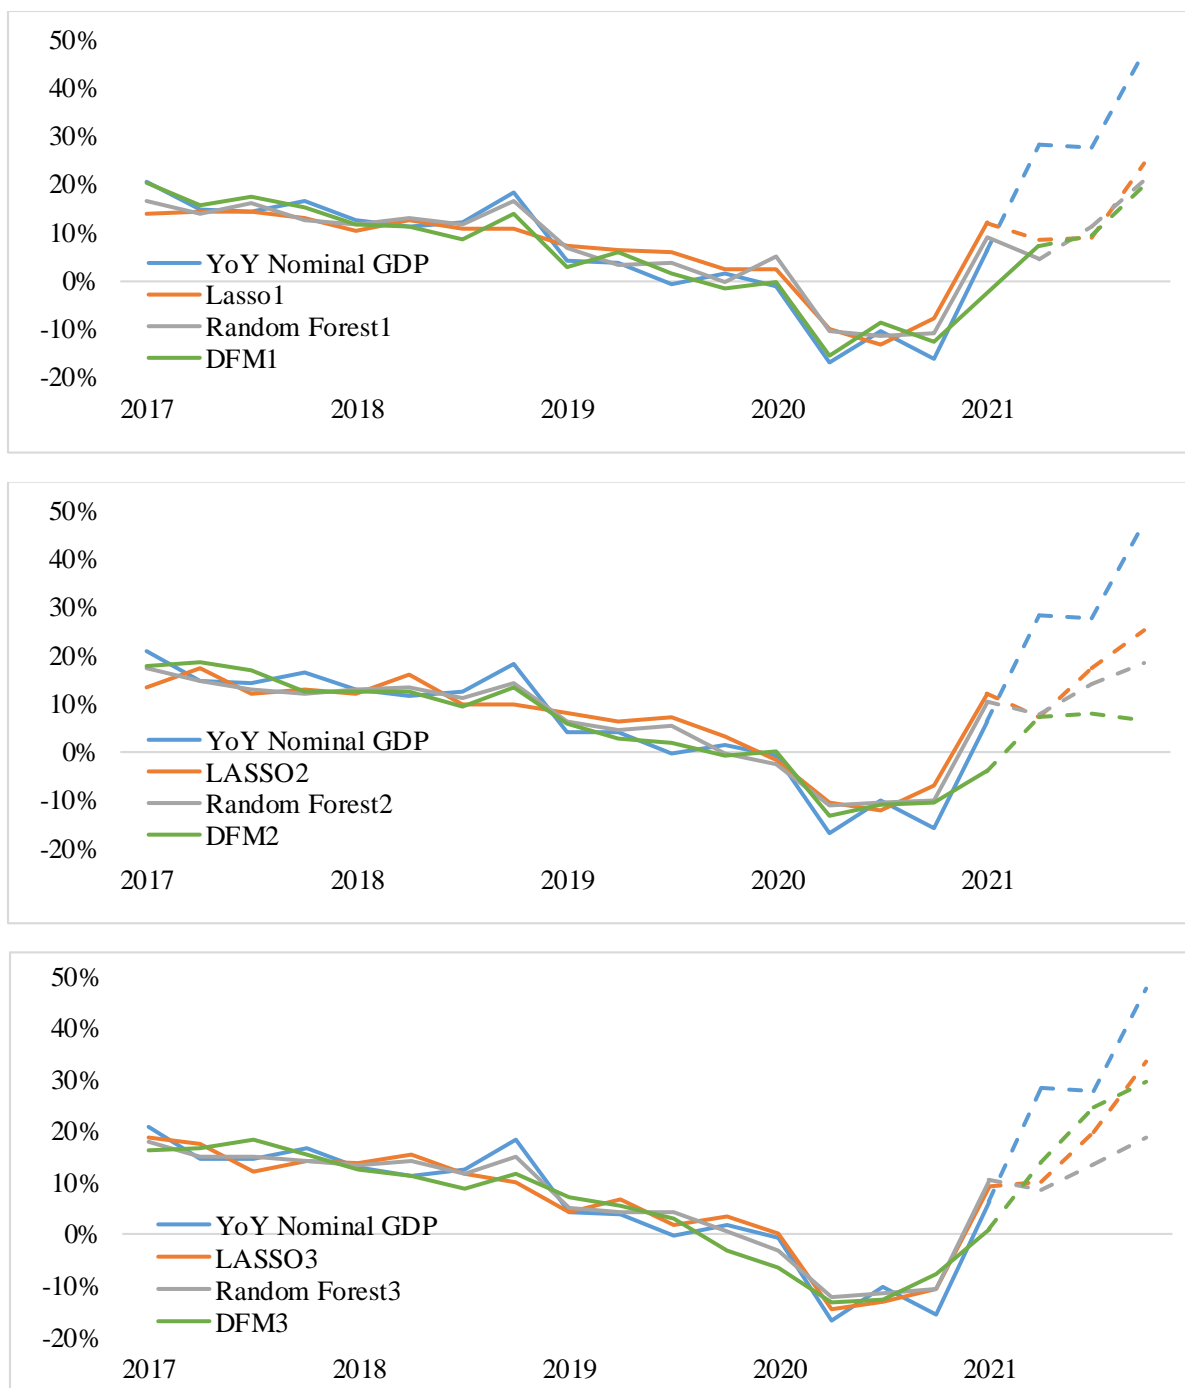 50%
40%
30%
20%
10%
0%
-10%
-20%
YoY Nominal GDP
Lasso1
Random Forest1
DFM1
2017 2018 2019 2020 2021
50%
40%
30%
20%
10%
0%
-10%
-20%
YoY Nominal GDP
LASSO2
Random Forest2
DFM2
2017 2018 2019 2020 2021
50%
40%
30%
20%
10%
0%
-10%
-20%
YoY Nominal GDP
LASSO3
Random Forest3
DFM3
2017 2018 2019 2020 2021